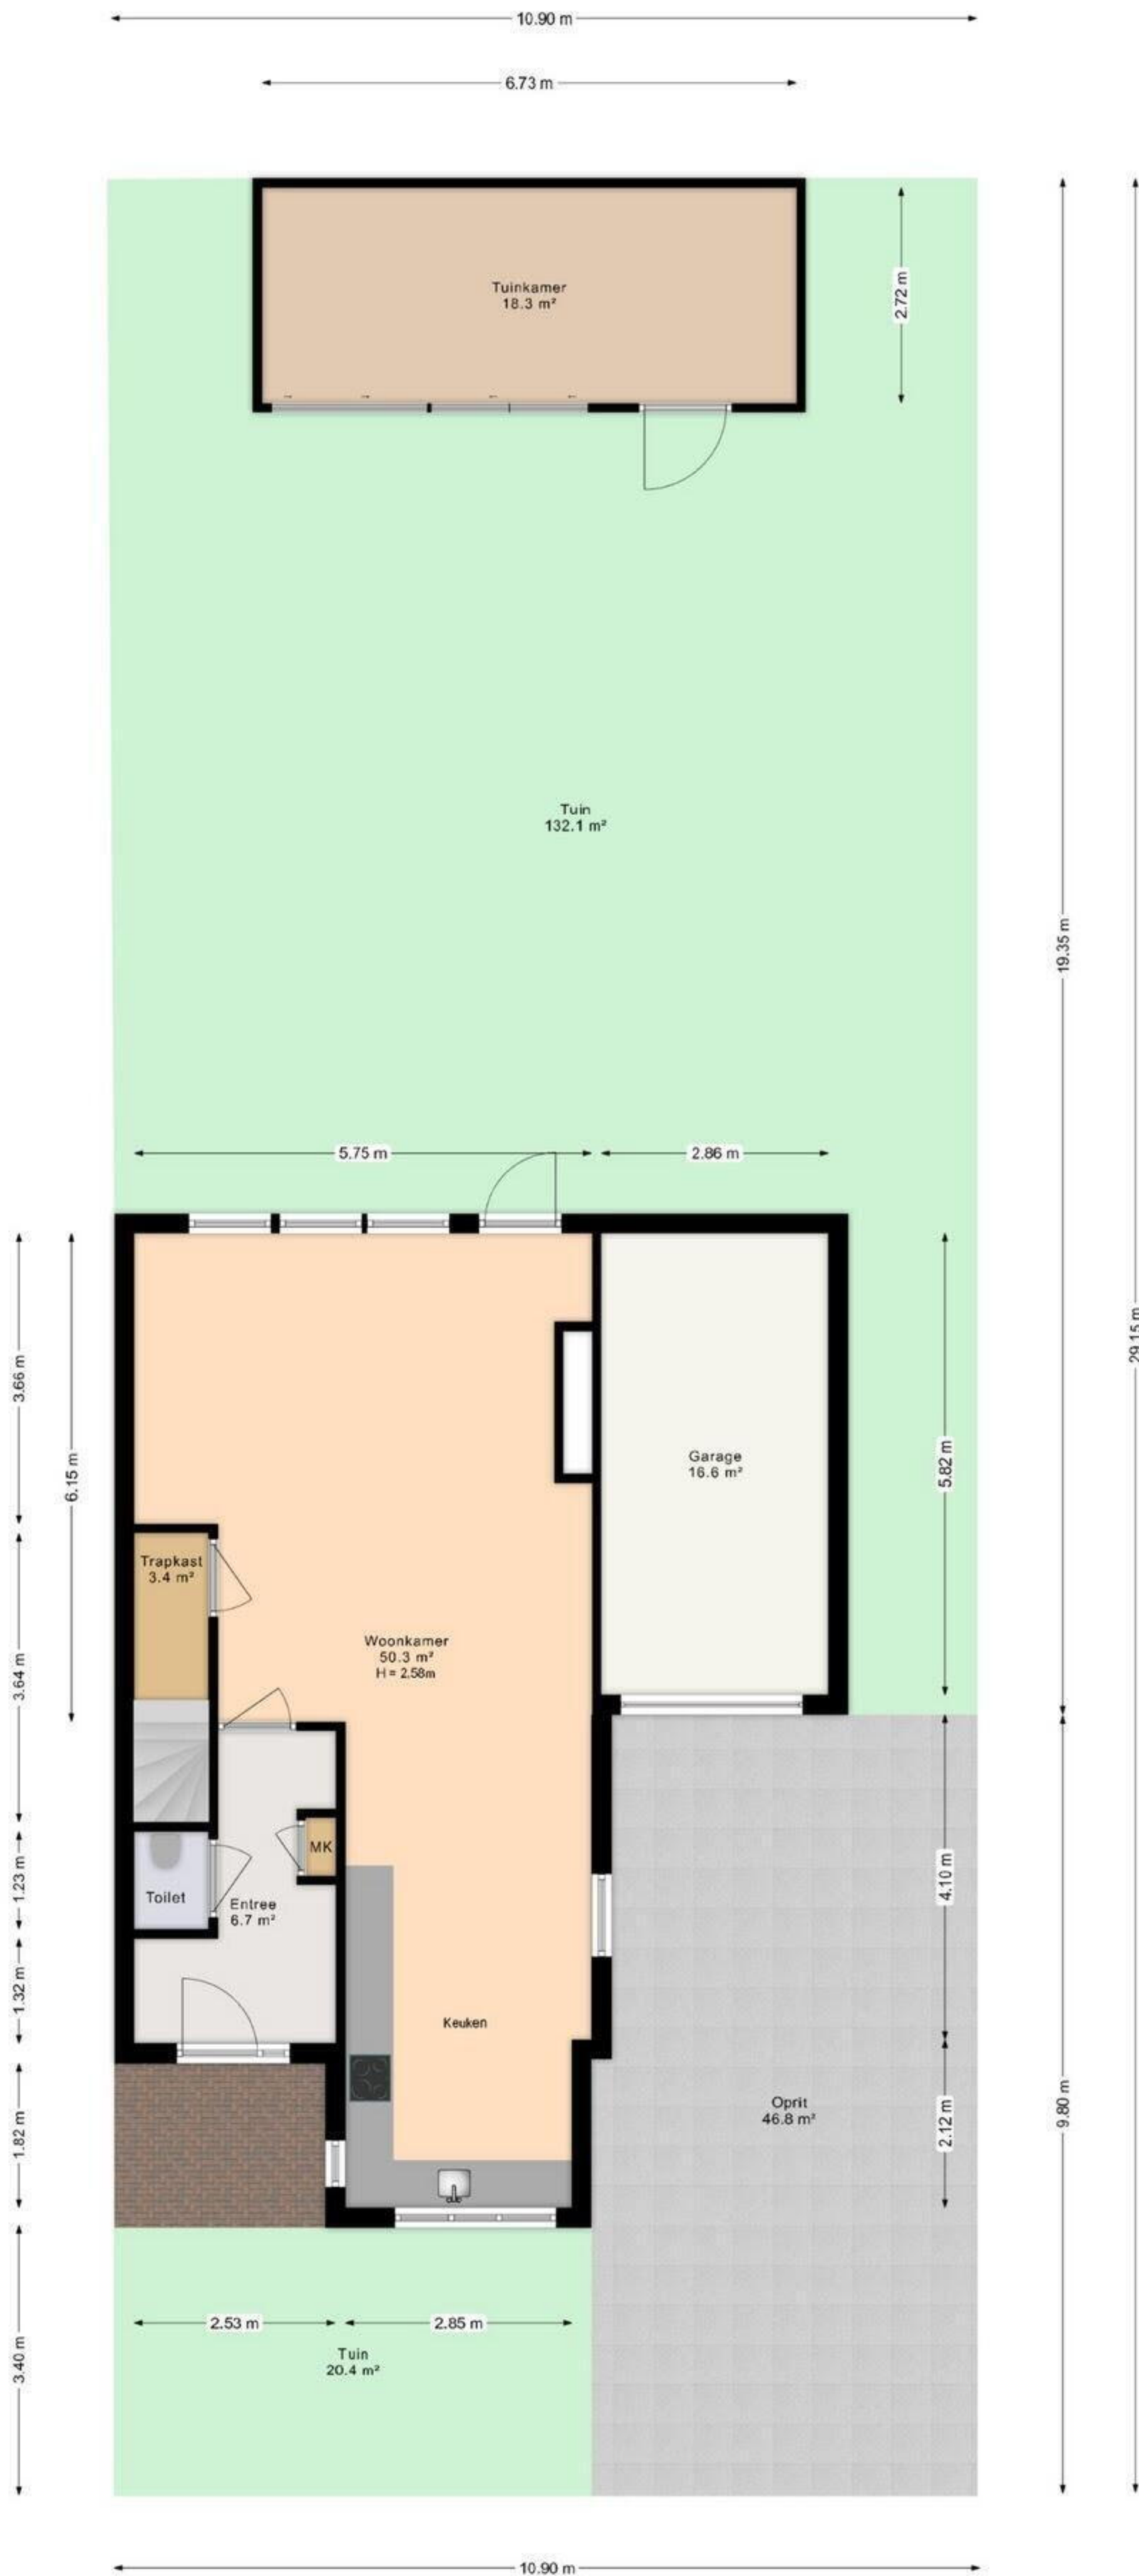 10.90 m
6.73 m
Tuinkamer
18.3 m²
2.72 m
Tuin
132.1 m²
19.35 m
29.15 m
5.75 m
2.86 m
3.66 m
6.15 m
Garage
16.6 m²
5.82 m
Trapkast
3.4 m²
Woonkamer
50.3 m²
H = 2.58m
3.64 m
MK
Toilet
Entree
6.7 m²
1.23 m
4.10 m
1.32 m
Keuken
Oprit
46.8 m²
9.80 m
1.82 m
2.12 m
2.53 m
2.85 m
Tuin
20.4 m²
3.40 m
10.90 m